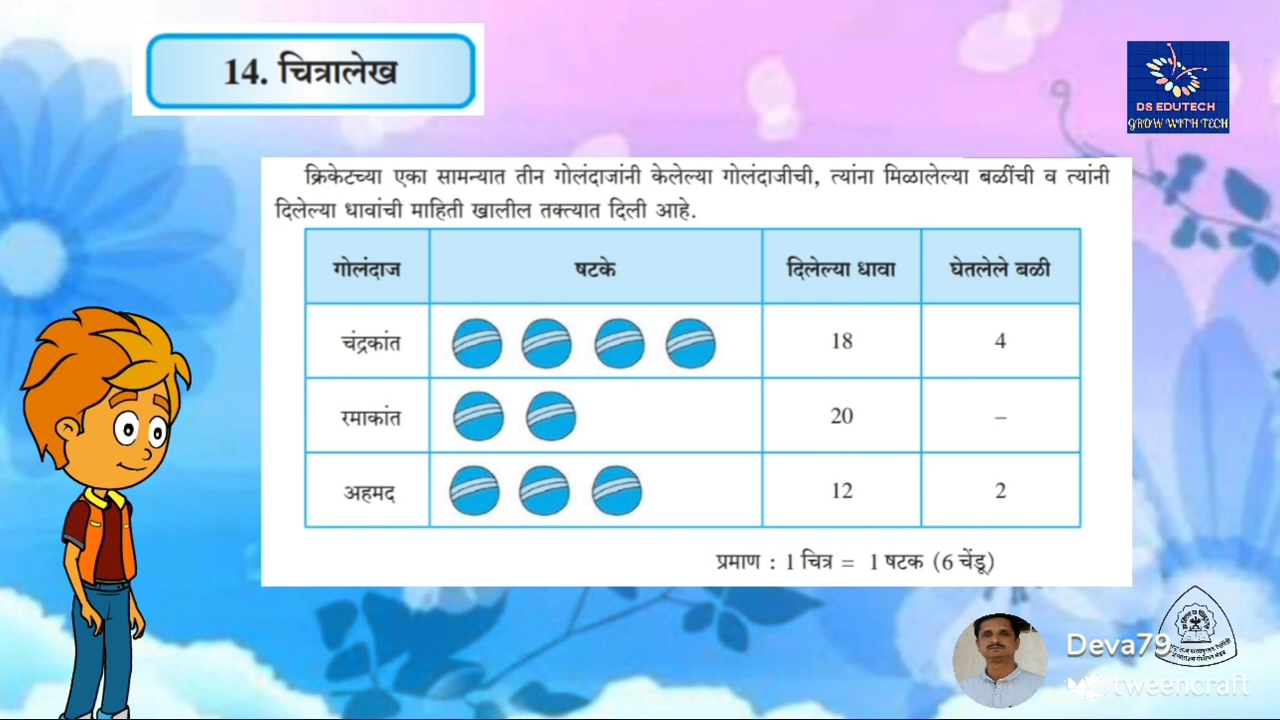 14. चित्रालेख
DS EDUTECH
GROW WITH TECH
क्रिकेटच्या एका सामन्यात तीन गोलंदाजांनी केलेल्या गोलंदाजीची, त्यांना मिळालेल्या बळींची व त्यांनी
दिलेल्या धावांची माहिती खालील तक्त्यात दिली आहे.
गोलंदाज षटके दिलेल्या धावा घेतलेले बळी
चंद्रकांत 18 4
रमाकांत 20 –
अहमद 12 2
प्रमाण : 1 चित्र = 1 षटक (6 चेंडू)
Deva79
tweencraft